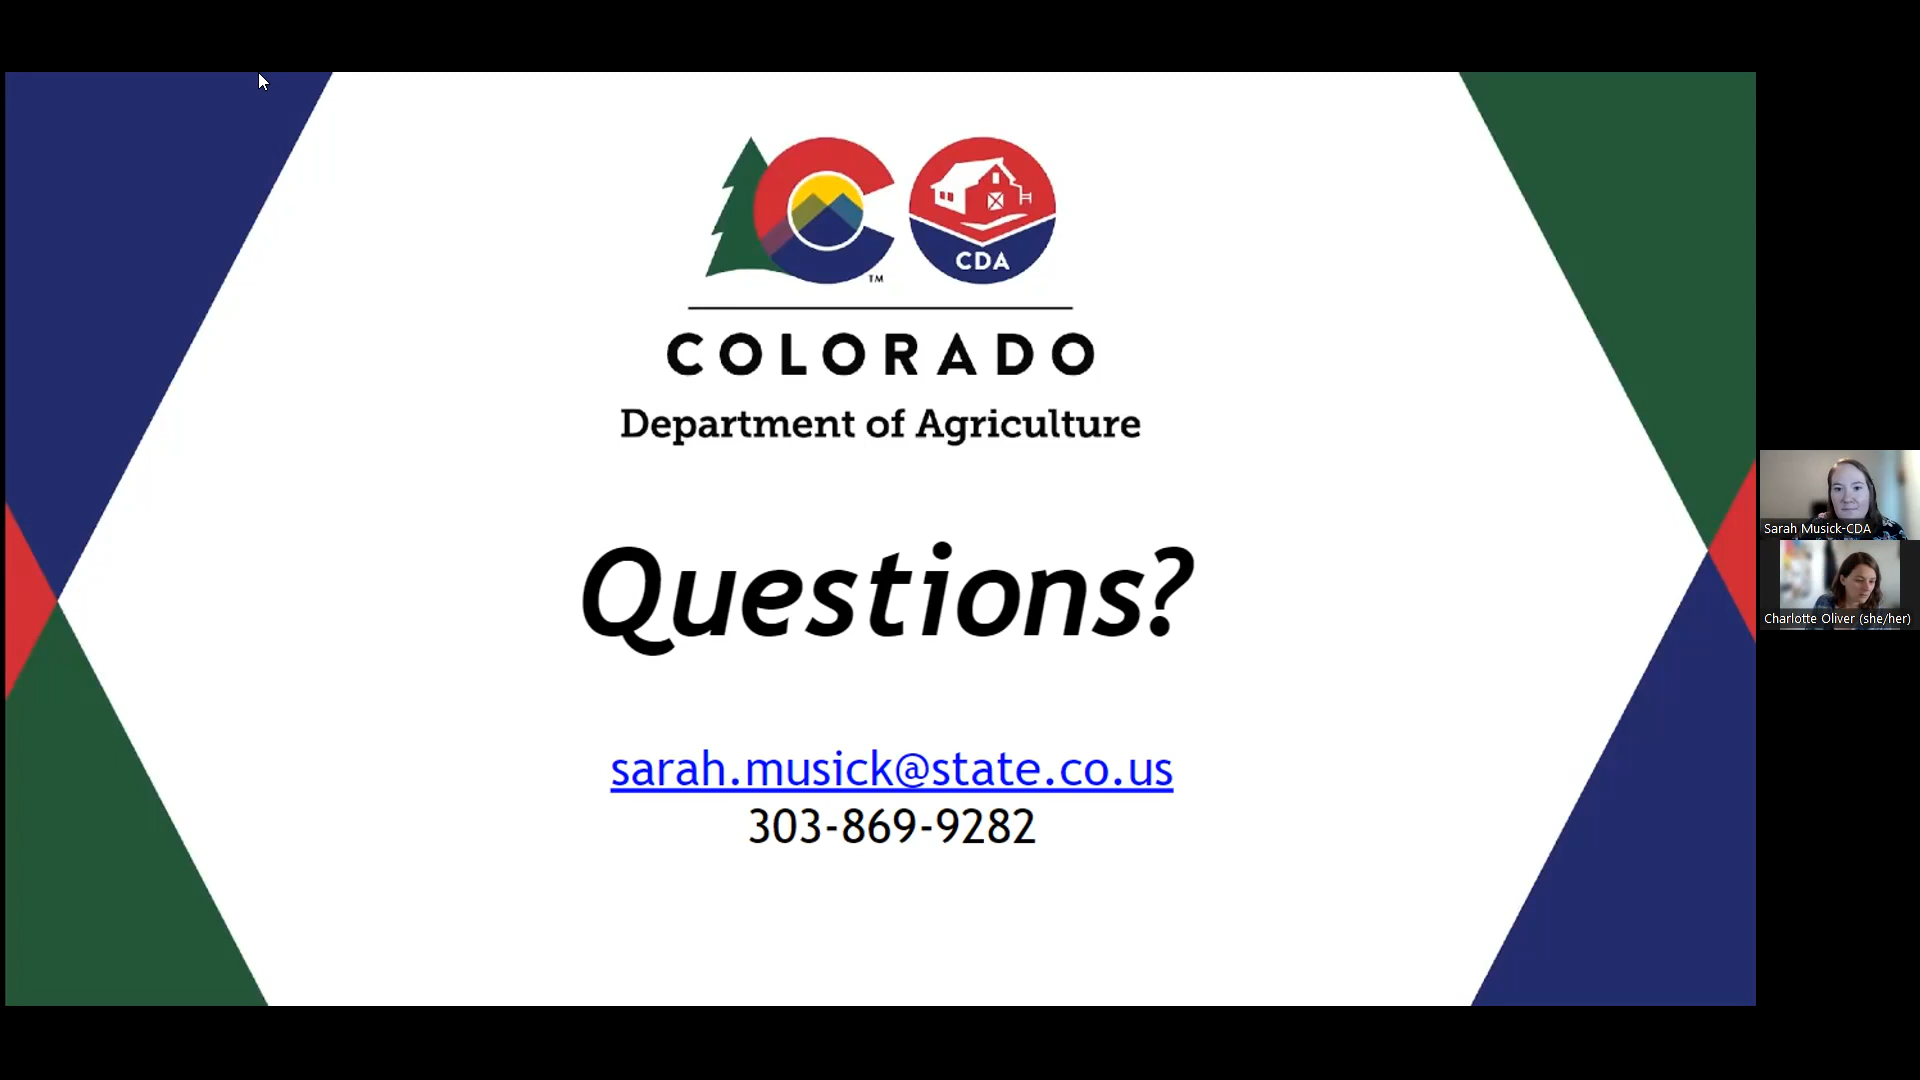 TM
CDA
COLORADO
Department of Agriculture
Questions?
sarah.musick@state.co.us
303-869-9282
Sarah Musick-CDA
Charlotte Oliver (she/her)